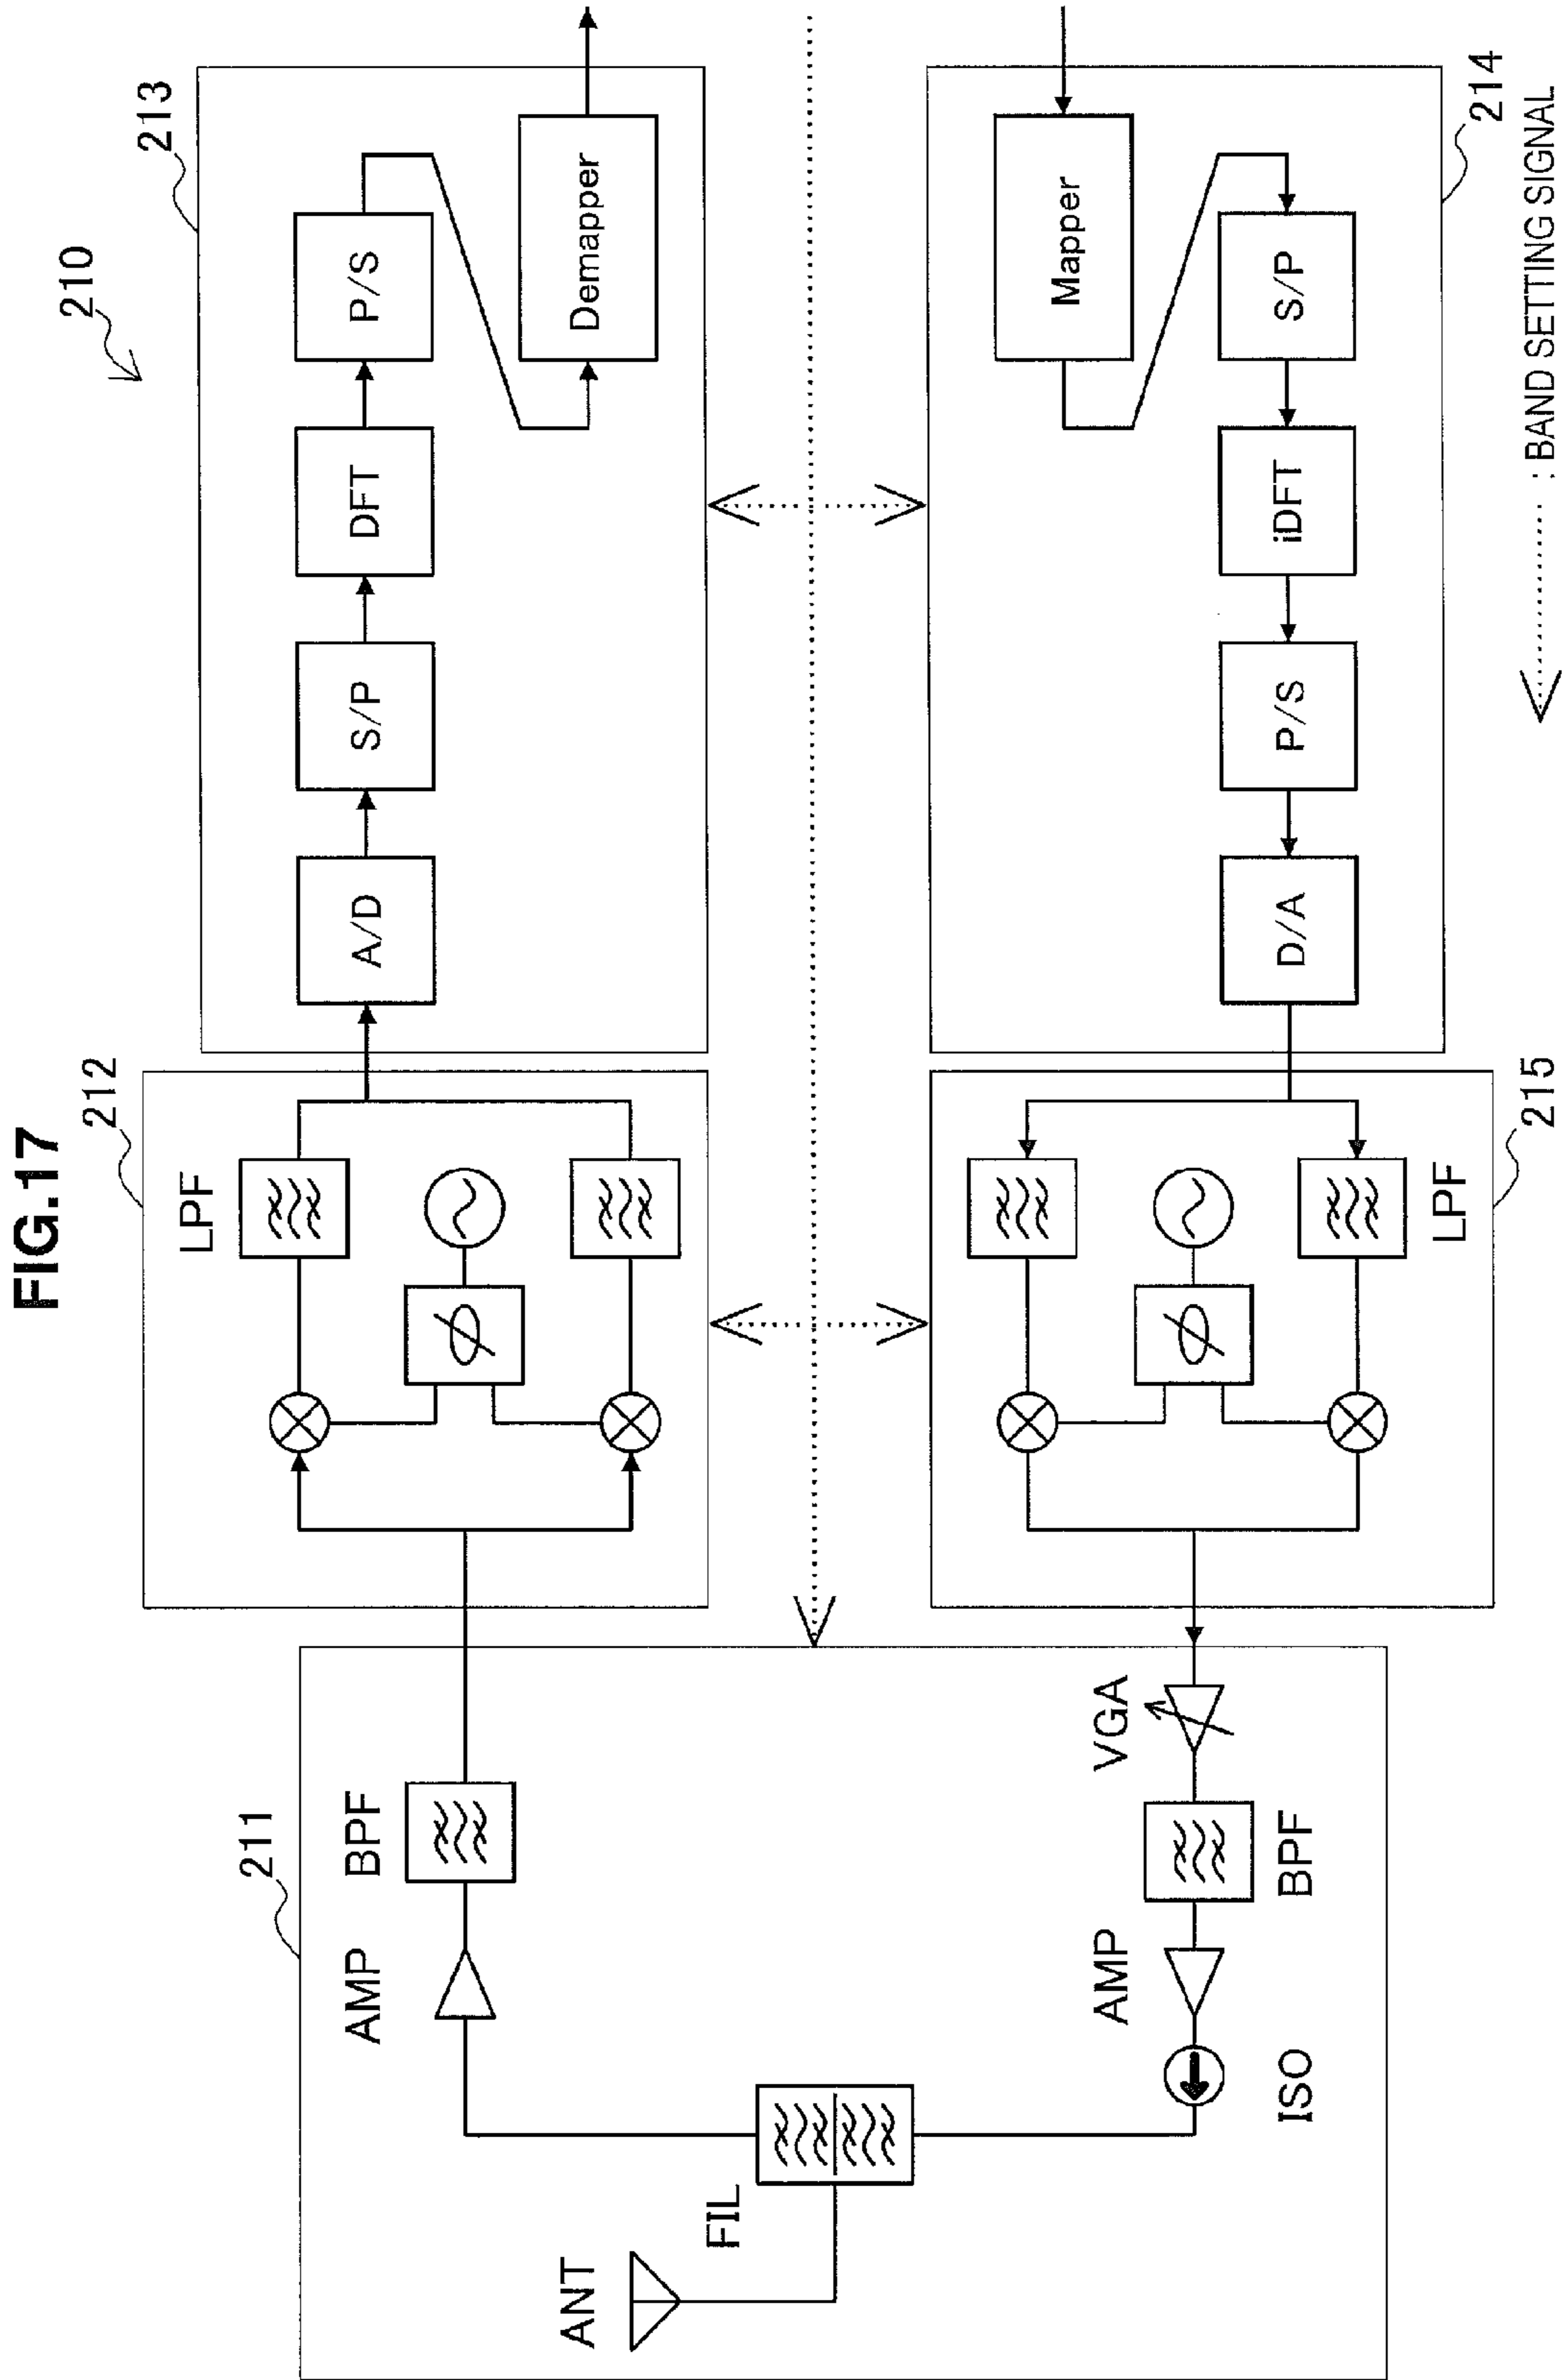 FIG.17
210
211
ANT
FIL
AMP
BPF
VGA
BPF
AMP
ISO
212
LPF
213
A/D
S/P
DFT
P/S
Demapper
215
LPF
214
Mapper
S/P
iDFT
P/S
D/A
: BAND SETTING SIGNAL